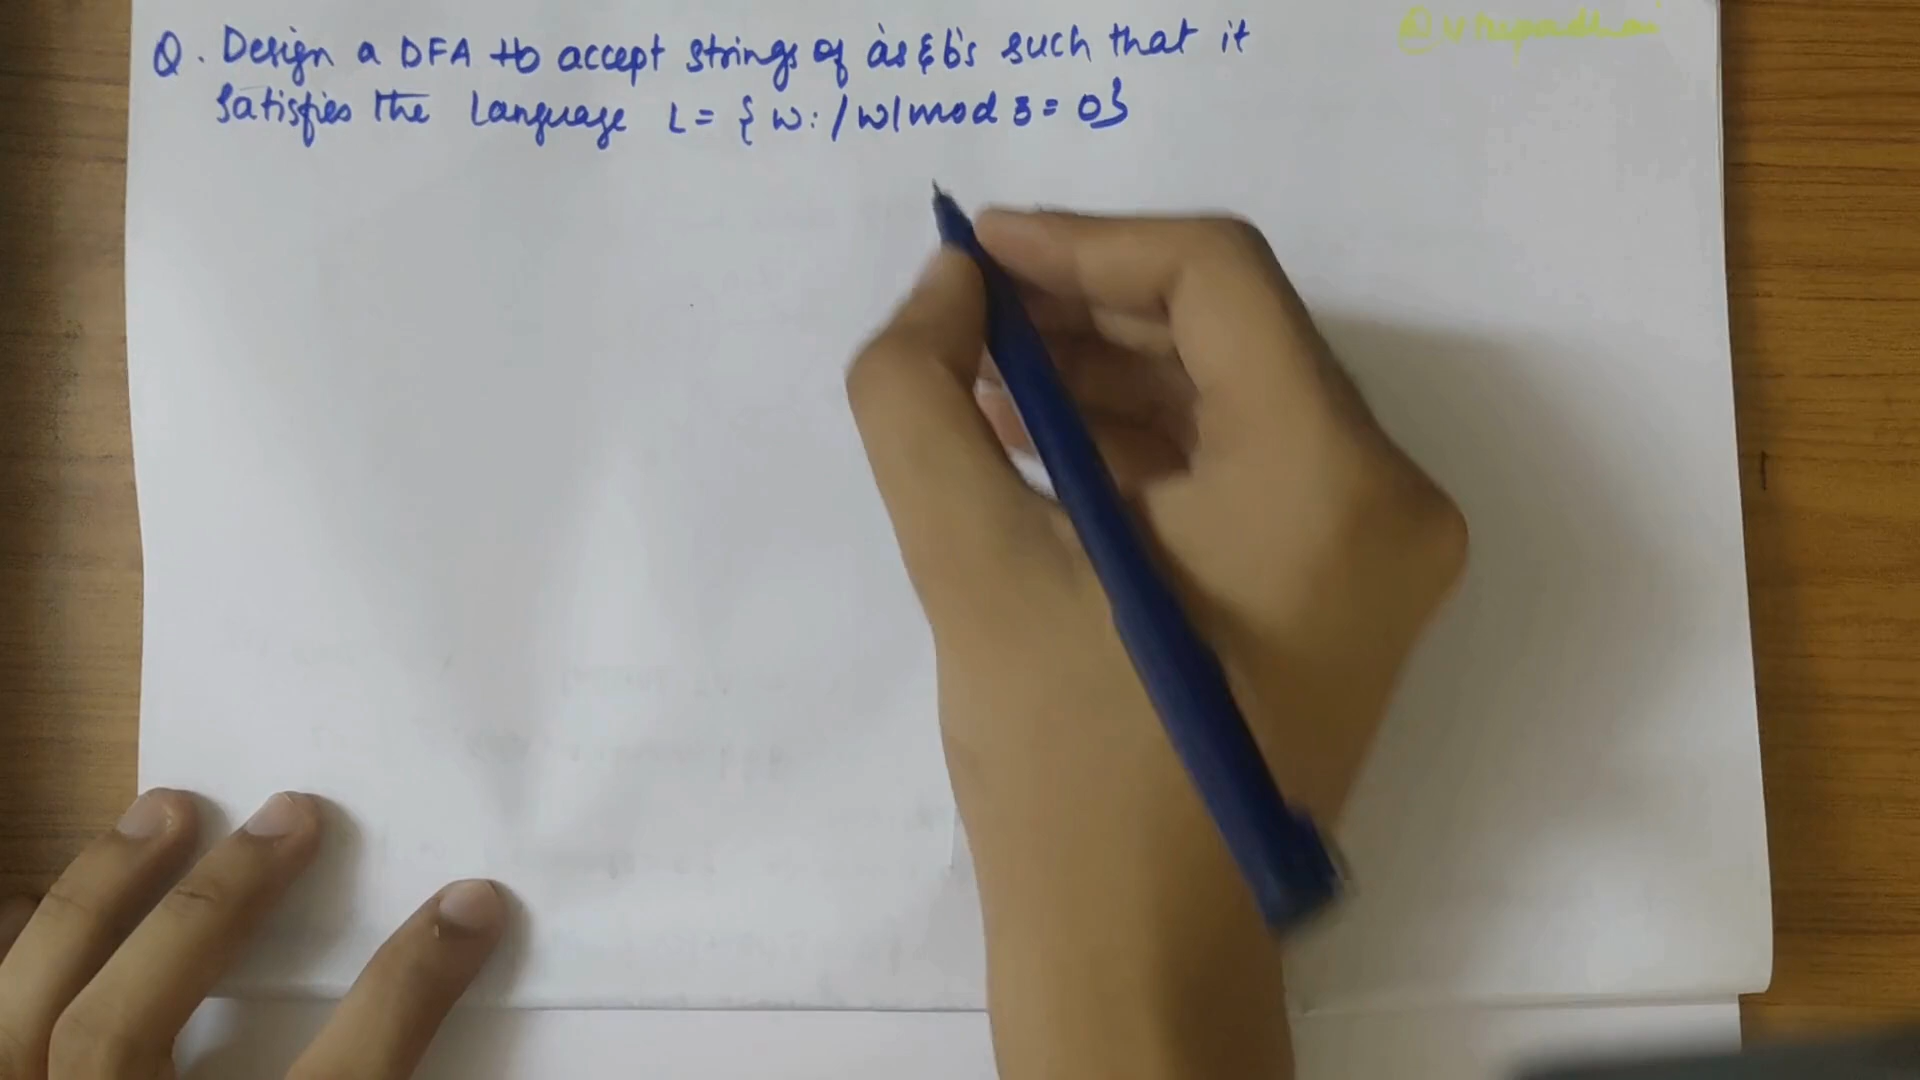 Q. Design a DFA to accept strings of a's & b's such that it
satisfies the Language L = { w: |w| mod 3 = 0}